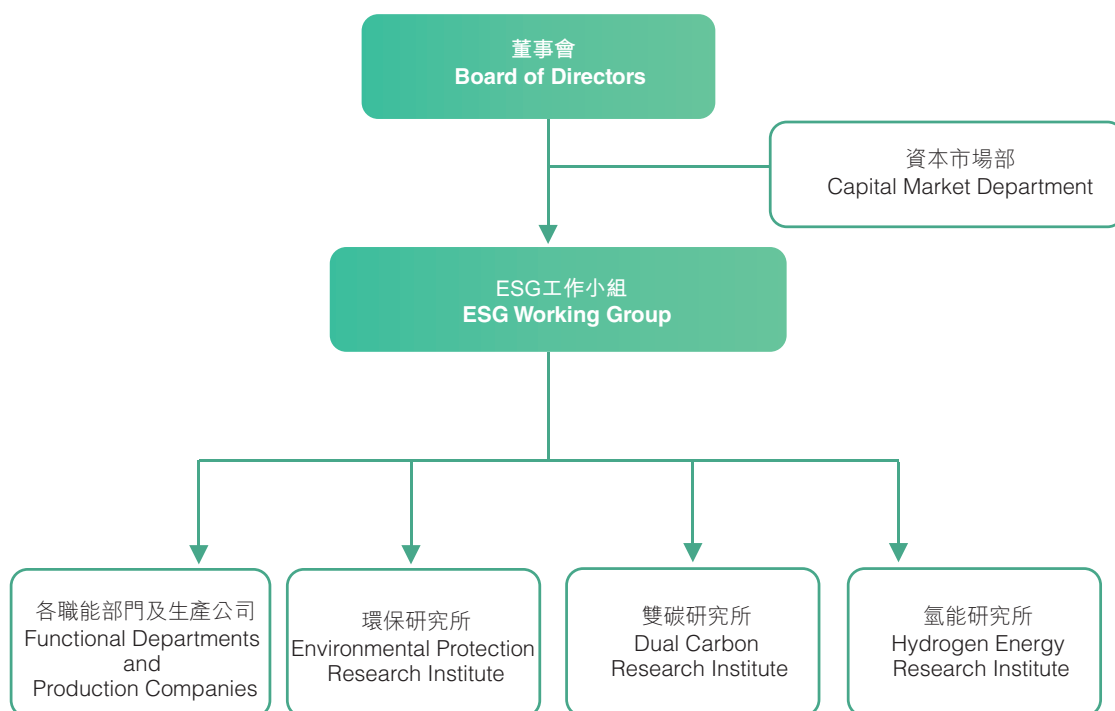 董事會
Board of Directors
資本市場部
Capital Market Department
ESG工作小組
ESG Working Group
各職能部門及生產公司
Functional Departments
and
Production Companies
環保研究所
Environmental Protection
Research Institute
雙碳研究所
Dual Carbon
Research Institute
氫能研究所
Hydrogen Energy
Research Institute